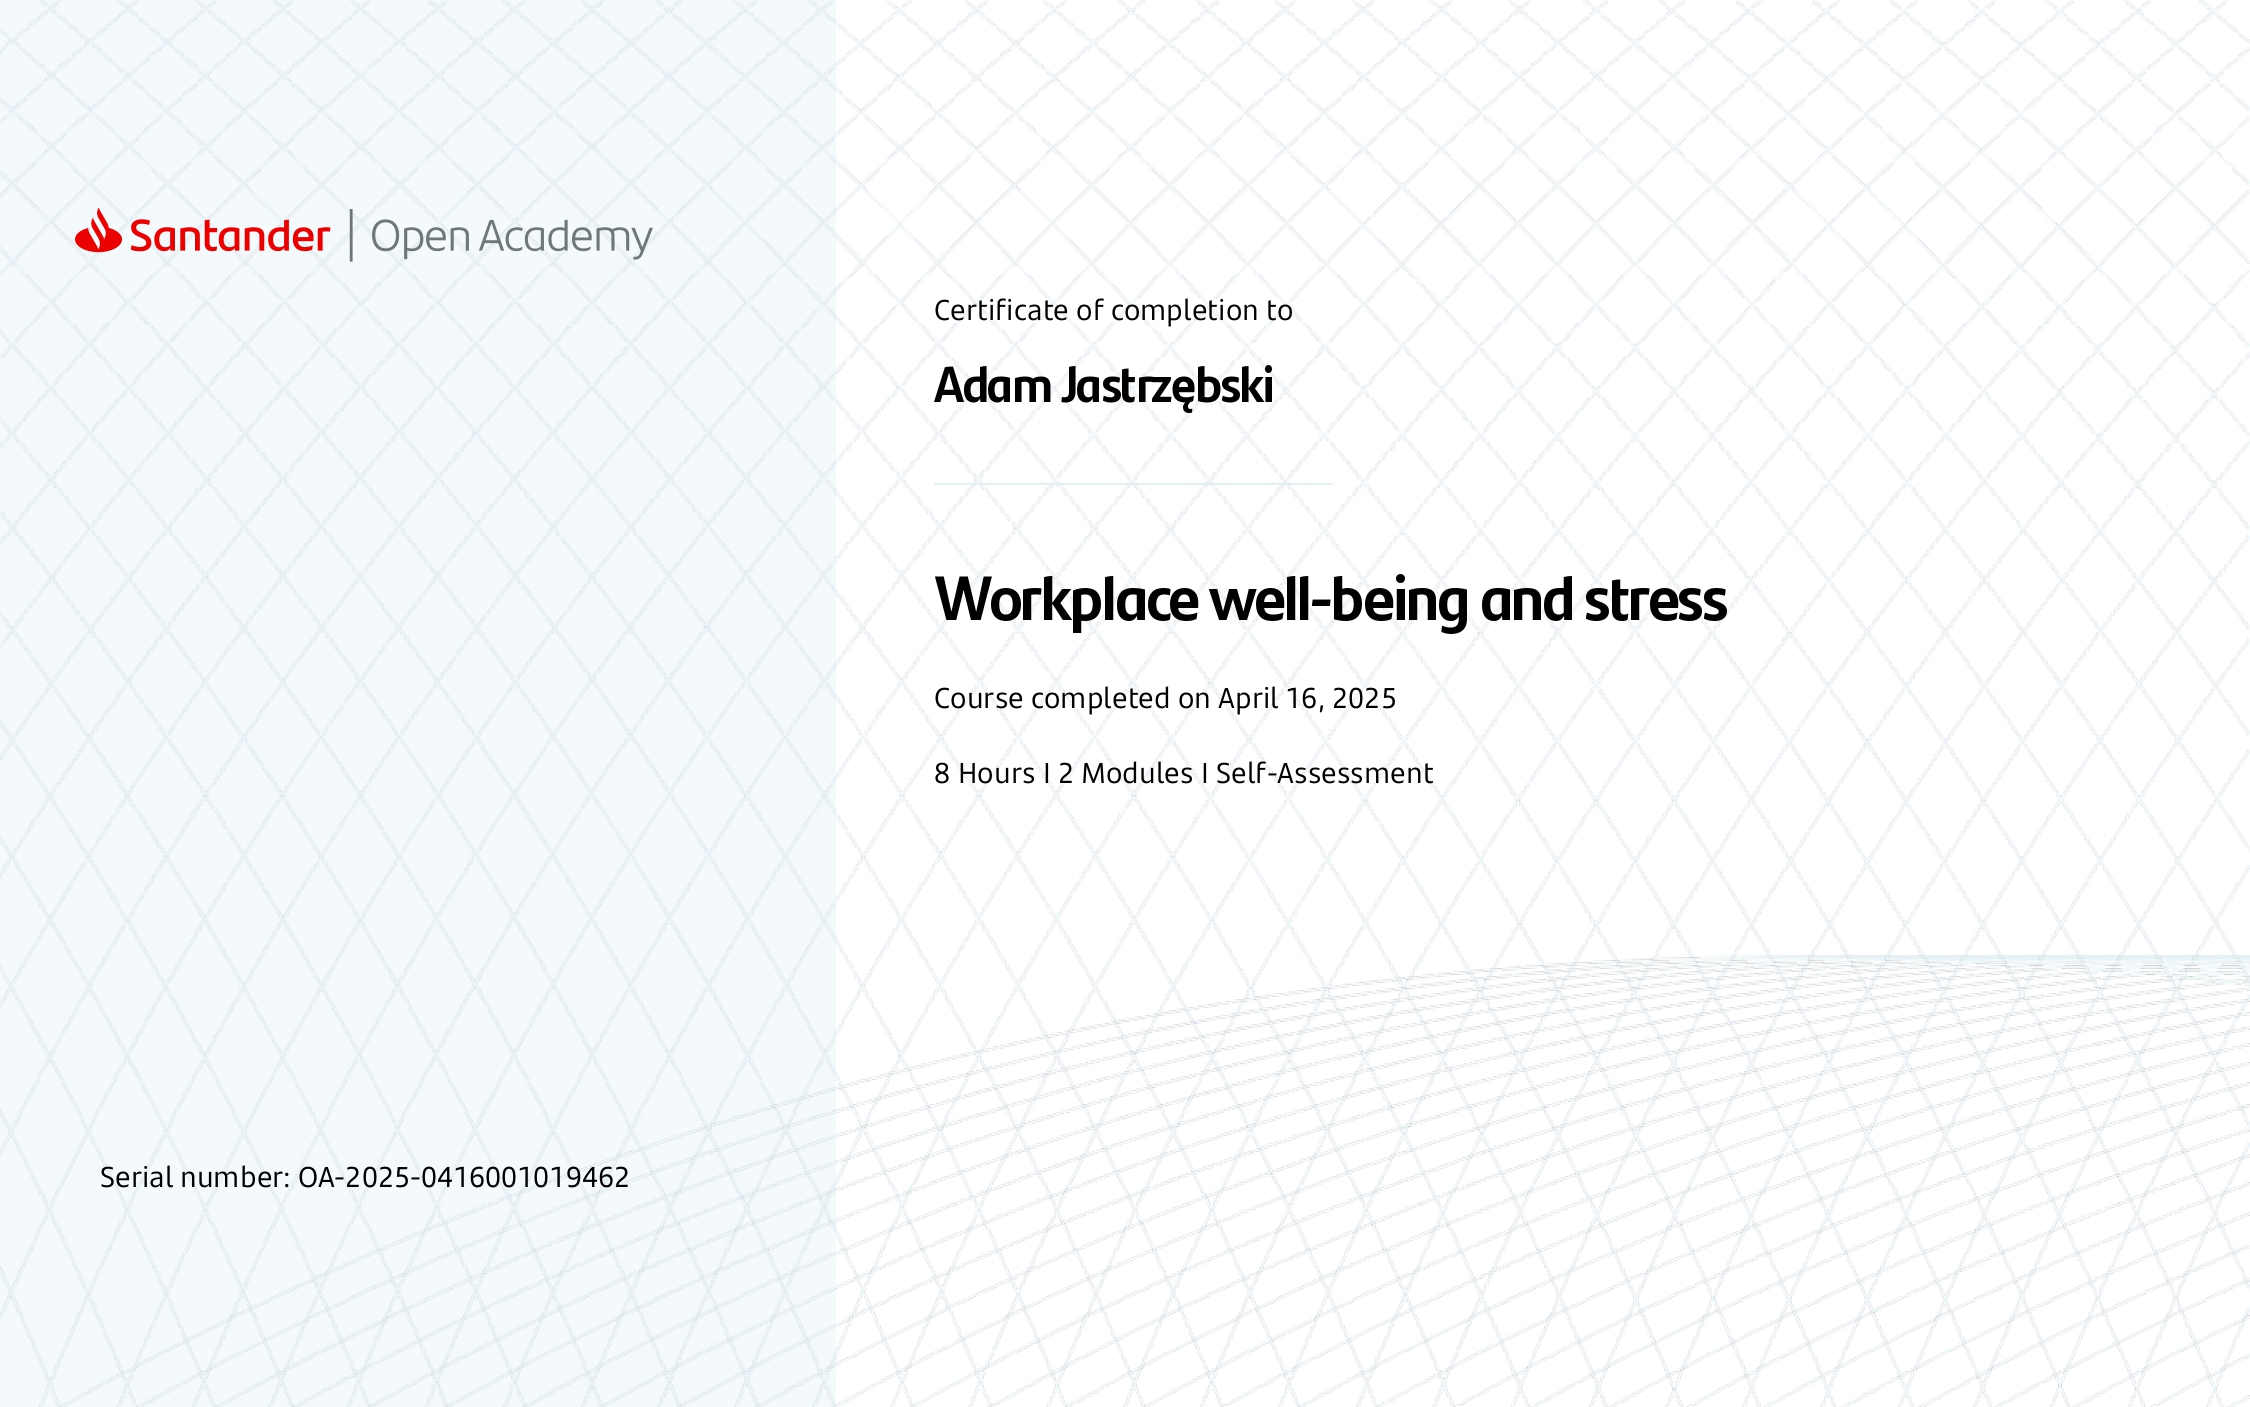 Santander | Open Academy
Certificate of completion to
Adam Jastrzębski
Workplace well-being and stress
Course completed on April 16, 2025
8 Hours I 2 Modules I Self-Assessment
Serial number: OA-2025-0416001019462